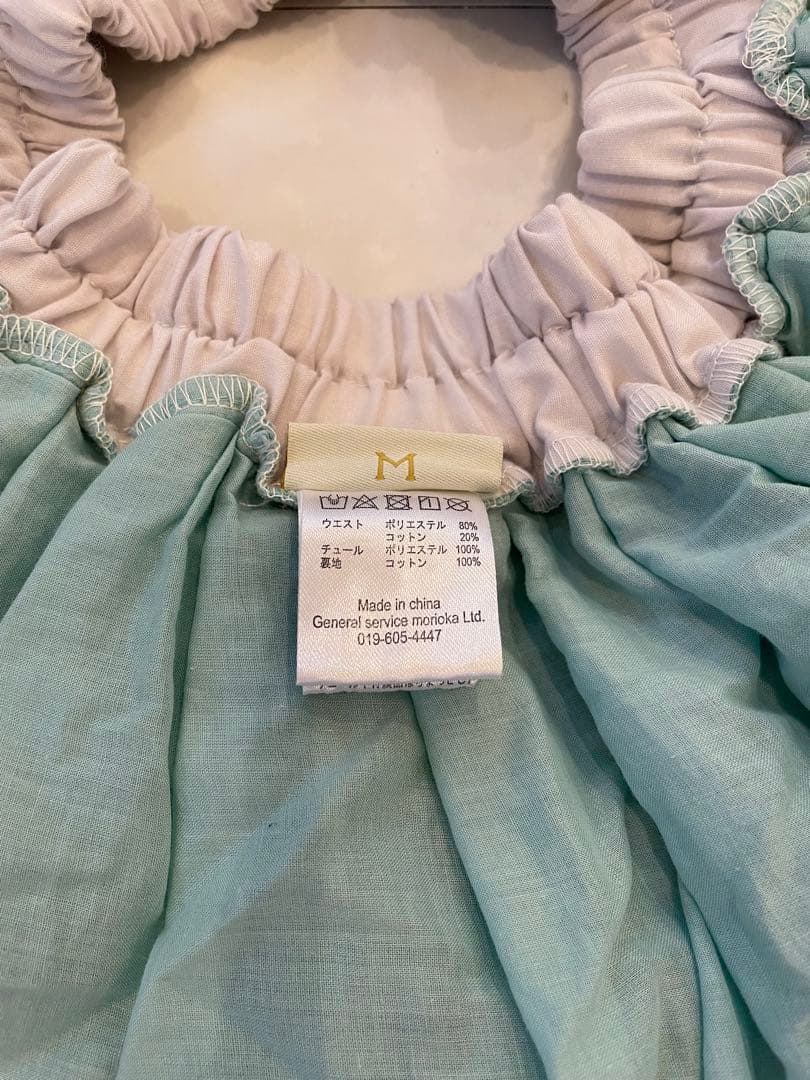 M
ウエスト ポリエステル 80%
コットン 20%
チュール ポリエステル 100%
裏地 コットン 100%
Made in china
General service morioka Ltd.
019-605-4447